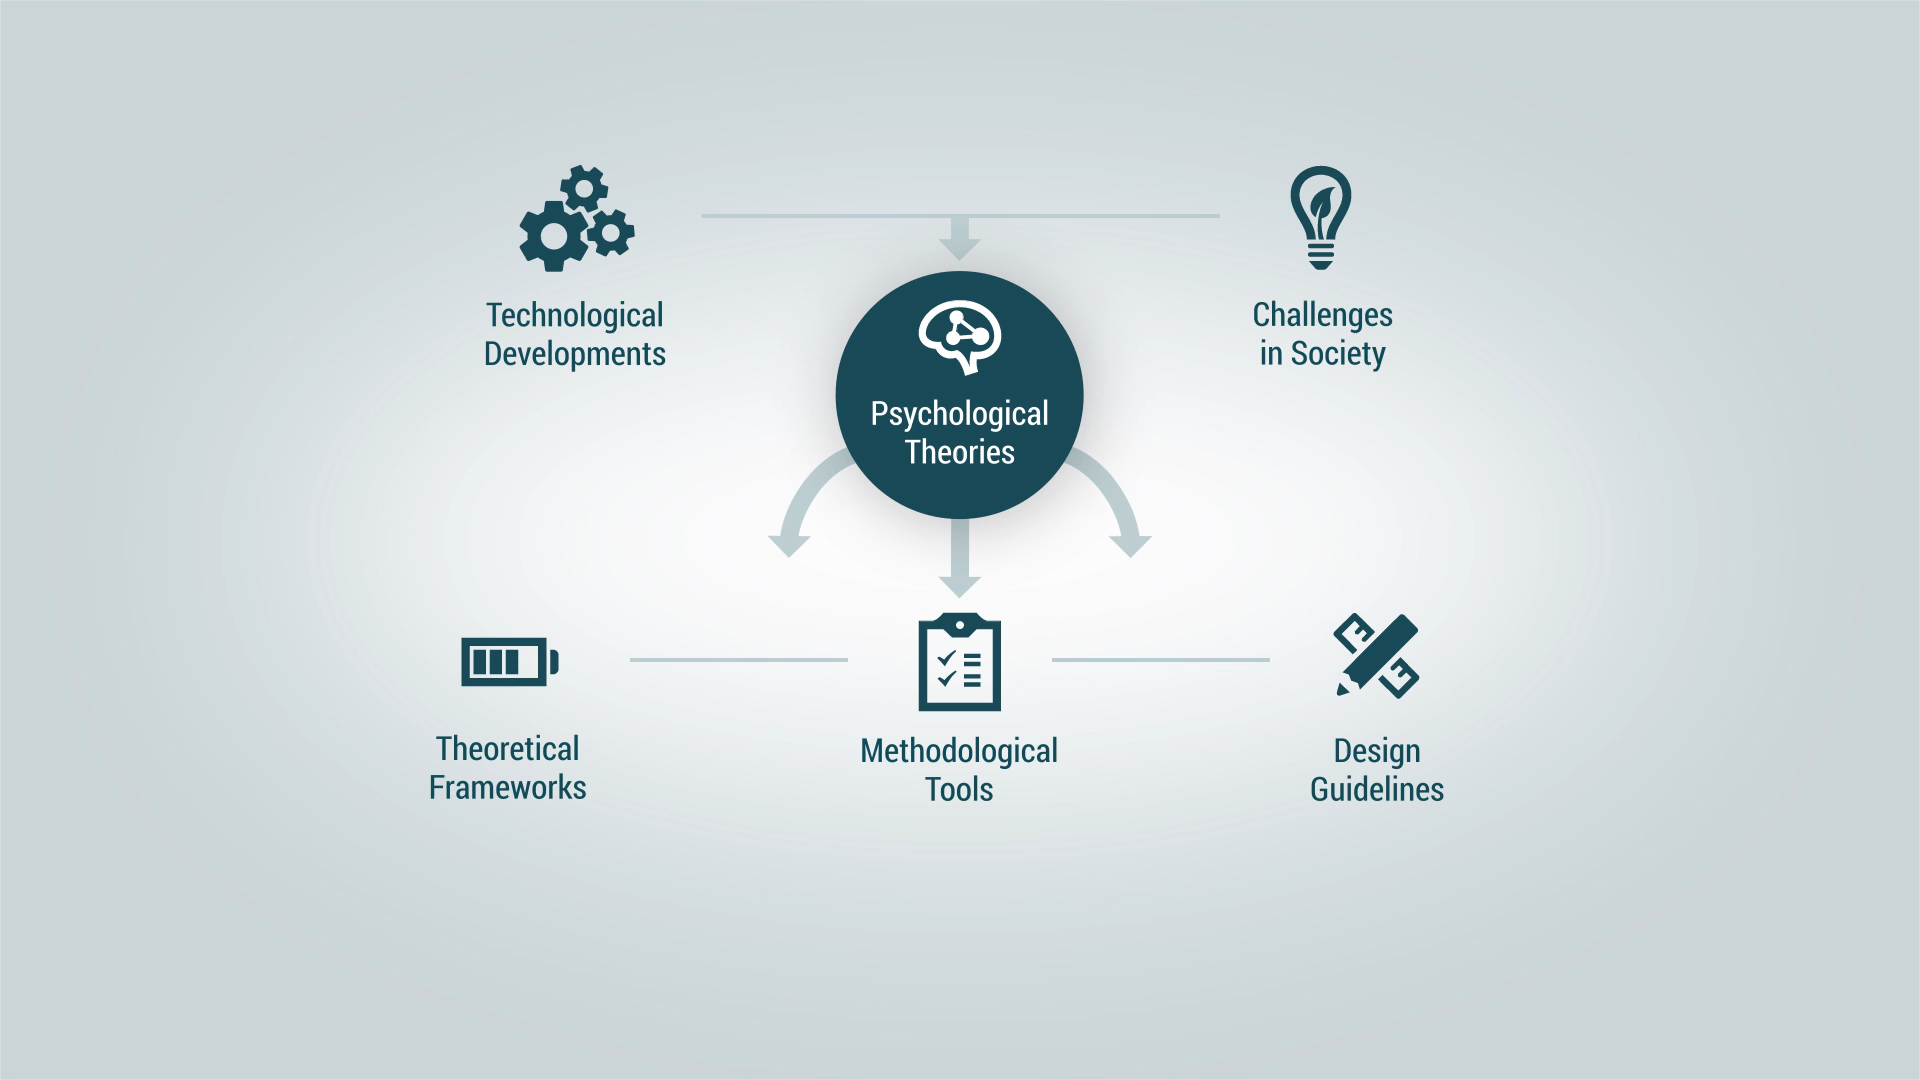 Technological
Developments
Challenges
in Society
Psychological
Theories
Theoretical
Frameworks
Methodological
Tools
Design
Guidelines